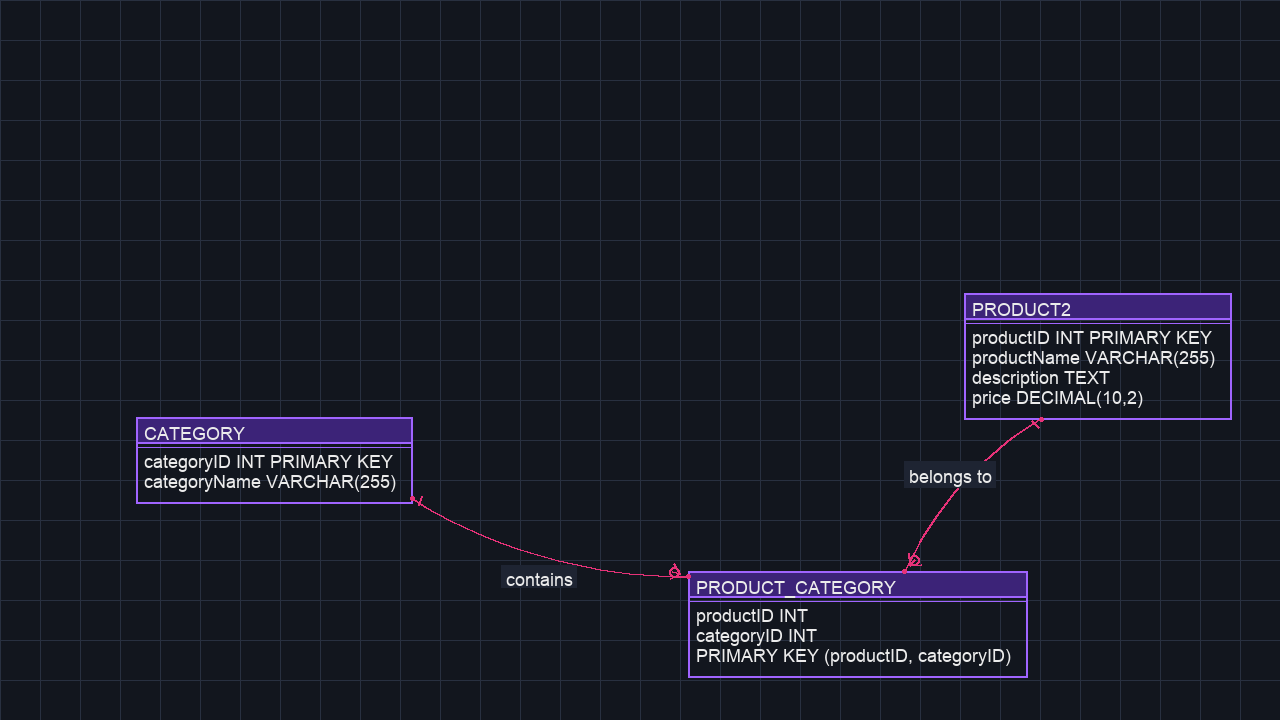 PRODUCT2
productID INT PRIMARY KEY
productName VARCHAR(255)
description TEXT
price DECIMAL(10,2)
CATEGORY
categoryID INT PRIMARY KEY
categoryName VARCHAR(255)
belongs to
contains
PRODUCT_CATEGORY
productID INT
categoryID INT
PRIMARY KEY (productID, categoryID)